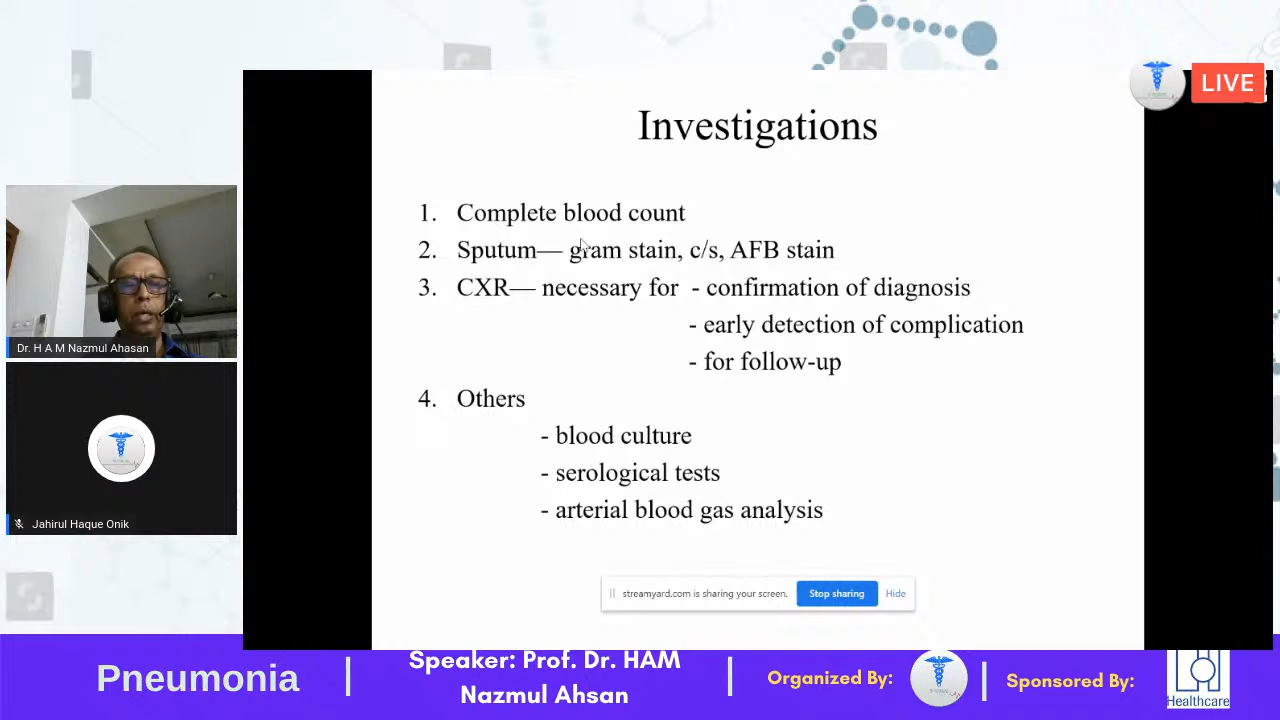 LIVE
Investigations
1. Complete blood count
2. Sputum— gram stain, c/s, AFB stain
3. CXR— necessary for - confirmation of diagnosis
- early detection of complication
- for follow-up
4. Others
- blood culture
- serological tests
- arterial blood gas analysis
streamyard.com is sharing your screen. Stop sharing Hide
Dr. H A M Nazmul Ahasan
Jahirul Haque Onik
Pneumonia
Speaker: Prof. Dr. HAM
Nazmul Ahsan
Organized By:
Sponsored By:
Healthcare